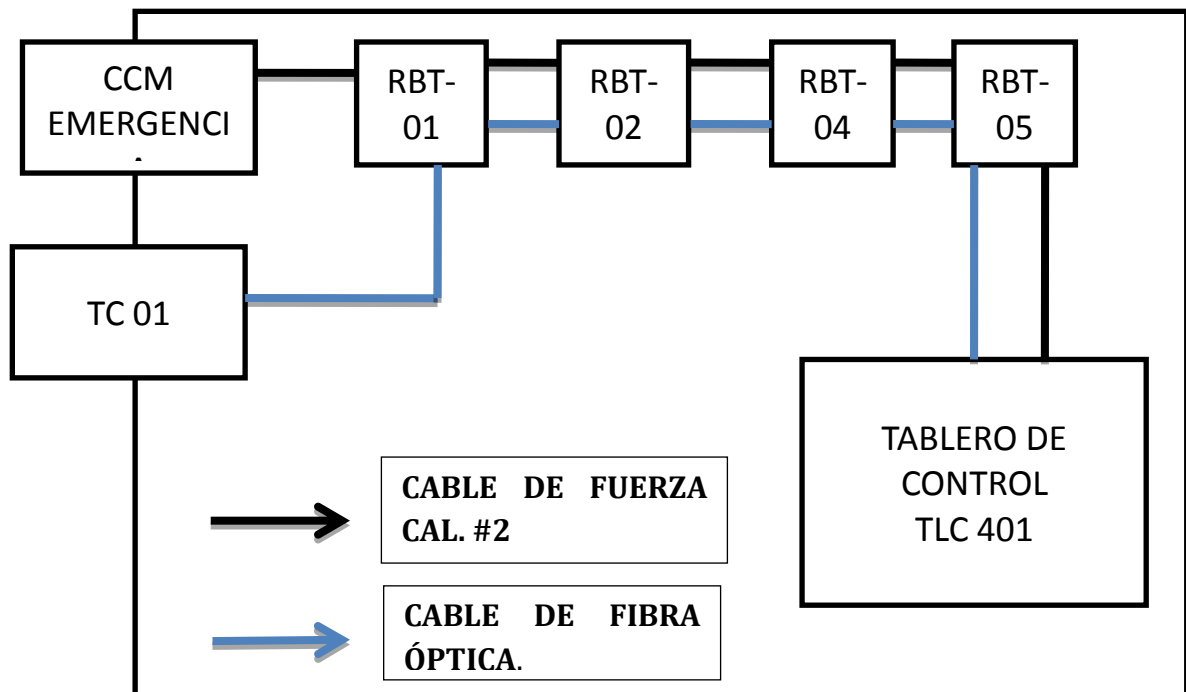 CCM
EMERGENCI
RBT-
01
RBT-
02
RBT-
04
RBT-
05
TC 01
TABLERO DE
CONTROL
TLC 401
CABLE DE FUERZA
CAL. #2
CABLE DE FIBRA
ÓPTICA.